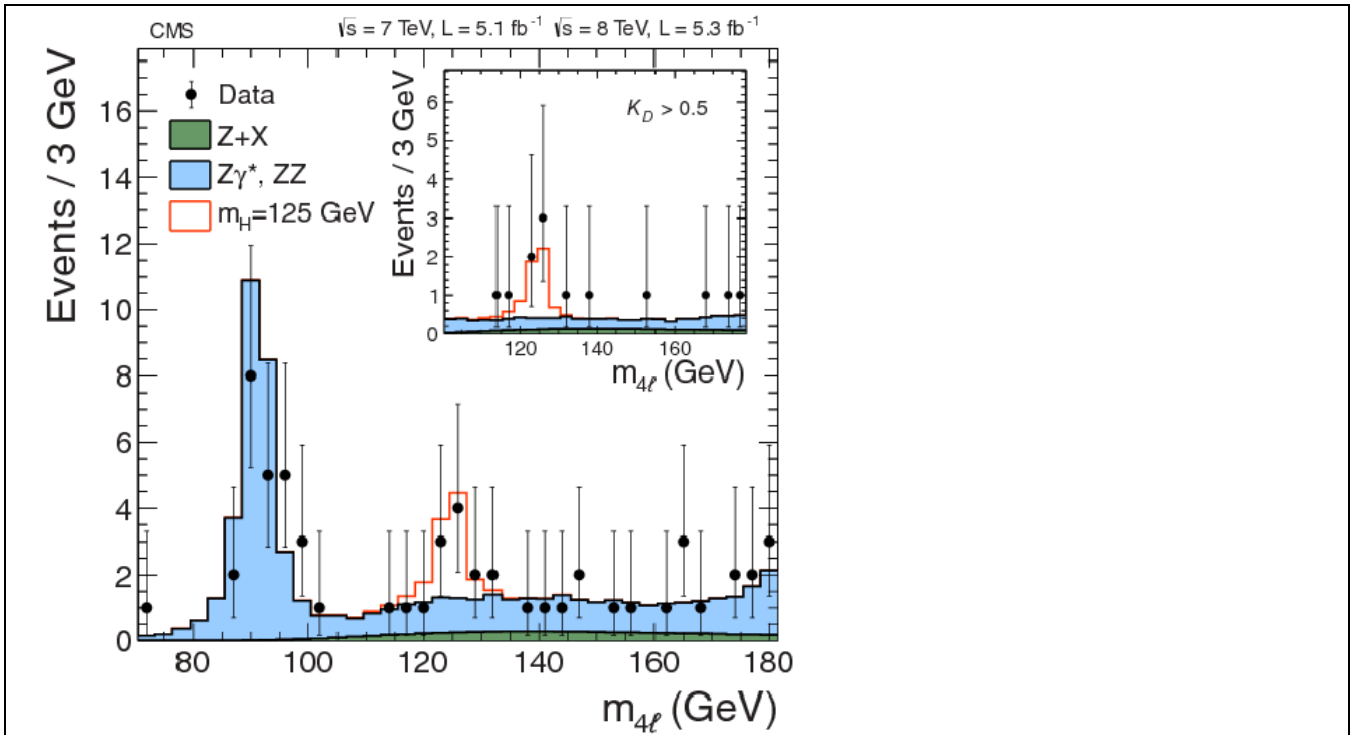 CMS
√s = 7 TeV, L = 5.1 fb⁻¹ √s = 8 TeV, L = 5.3 fb⁻¹
Events / 3 GeV
16
14
12
10
8
6
4
2
0
Data
Z+X
Zγ*, ZZ
m_H=125 GeV
Events / 3 GeV
6
5
4
3
2
1
0
K_D > 0.5
120 140 160
m_4ℓ (GeV)
80 100 120 140 160 180
m_4ℓ (GeV)